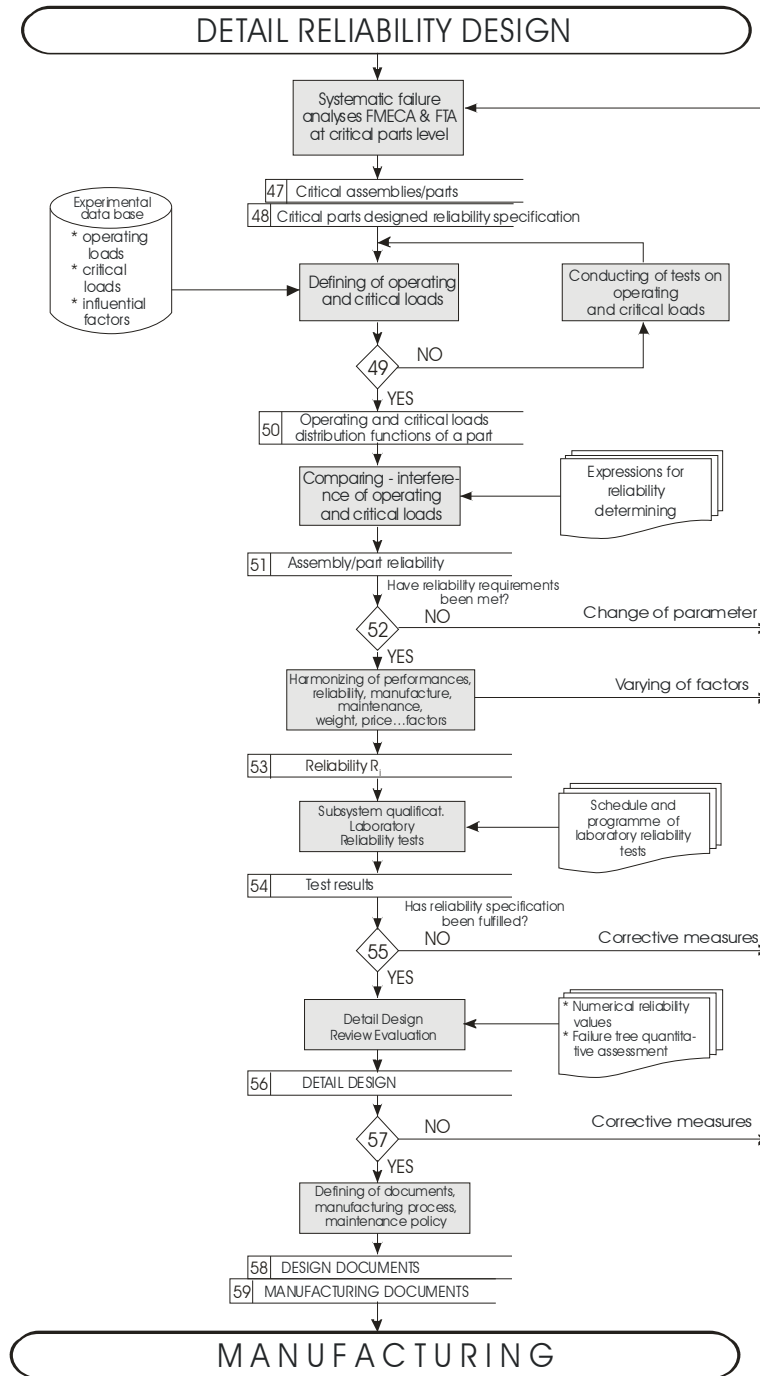 DETAIL RELIABILITY DESIGN
Systematic failure
analyses FMECA & FTA
at critical parts level
47 Critical assemblies/parts
48 Critical parts designed reliability specification
Experimental
data base
* operating
loads
* critical
loads
* influential
factors
Defining of operating
and critical loads
Conducting of tests on
operating
and critical loads
49
NO
YES
50
Operating and critical loads
distribution functions of a part
Comparing - interfere-
nce of operating
and critical loads
Expressions for
reliability
determining
51 Assembly/part reliability
Have reliability requirements
been met?
52
NO
Change of parameter
YES
Harmonizing of performances,
reliability, manufacture,
maintenance,
weight, price...factors
Varying of factors
53 Reliability Ri
Subsystem qualificat.
Laboratory
Reliability tests
Schedule and
programme of
laboratory reliability
tests
54 Test results
Has reliability specification
been fulfilled?
55
NO
Corrective measures
YES
Detail Design
Review Evaluation
* Numerical reliability
values
* Failure tree quantita-
tive assessment
56 DETAIL DESIGN
57
NO
Corrective measures
YES
Defining of documents,
manufacturing process,
maintenance policy
58 DESIGN DOCUMENTS
59 MANUFACTURING DOCUMENTS
MANUFACTURING